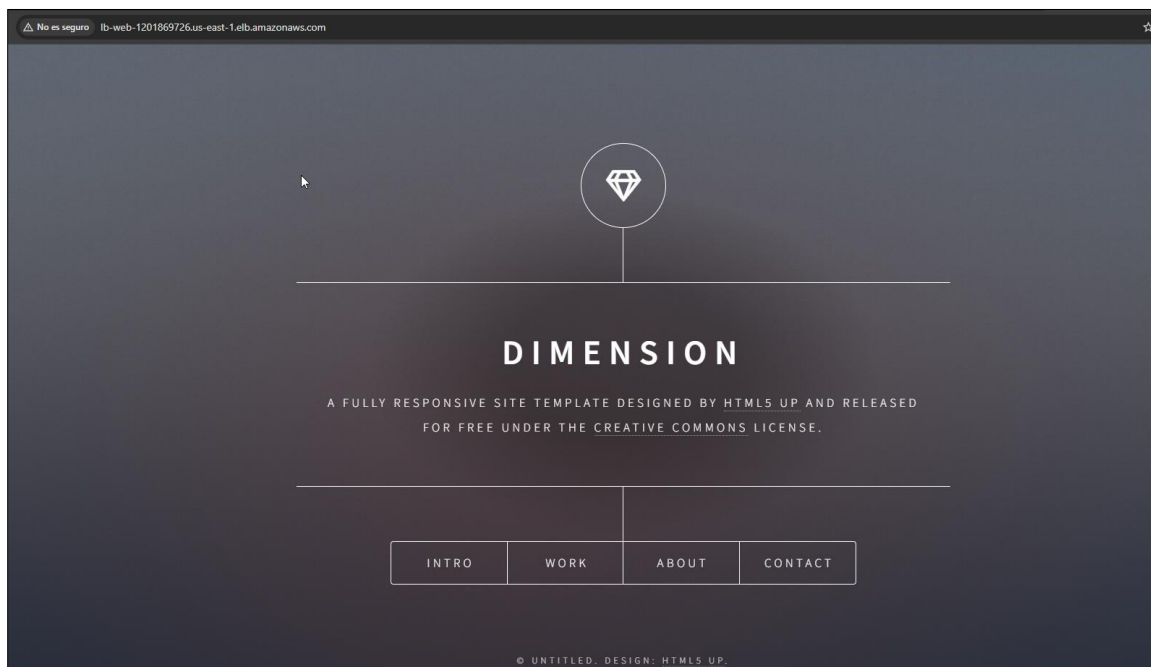 No es seguro lb-web-1201869726.us-east-1.elb.amazonaws.com
DIMENSION
A FULLY RESPONSIVE SITE TEMPLATE DESIGNED BY HTML5 UP AND RELEASED
FOR FREE UNDER THE CREATIVE COMMONS LICENSE.
INTRO WORK ABOUT CONTACT
© UNTITLED. DESIGN: HTML5 UP.